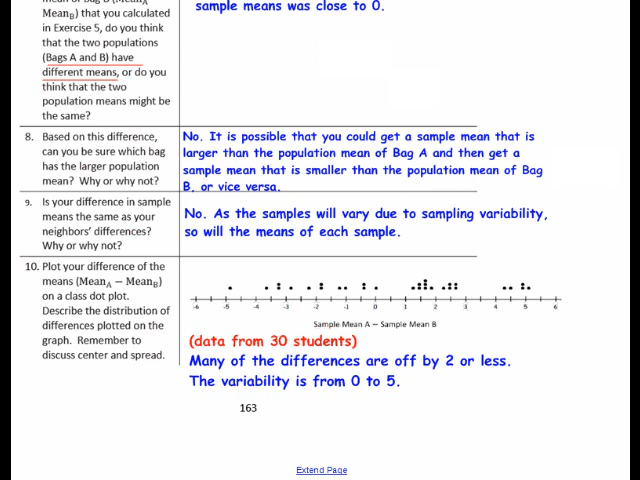 mean of Bag B (Mean_A −
Mean_B) that you calculated
in Exercise 5, do you think
that the two populations
(Bags A and B) have
different means, or do you
think that the two
population means might be
the same?
sample means was close to 0.
8. Based on this difference,
can you be sure which bag
has the larger population
mean? Why or why not?
No. It is possible that you could get a sample mean that is
larger than the population mean of Bag A and then get a
sample mean that is smaller than the population mean of Bag
B, or vice versa.
9. Is your difference in sample
means the same as your
neighbors' differences?
Why or why not?
No. As the samples will vary due to sampling variability,
so will the means of each sample.
10. Plot your difference of the
means (Mean_A − Mean_B)
on a class dot plot.
Describe the distribution of
differences plotted on the
graph. Remember to
discuss center and spread.
-6 -5 -4 -3 -2 -1 0 1 2 3 4 5 6
Sample Mean A − Sample Mean B
(data from 30 students)
Many of the differences are off by 2 or less.
The variability is from 0 to 5.
163
Extend Page